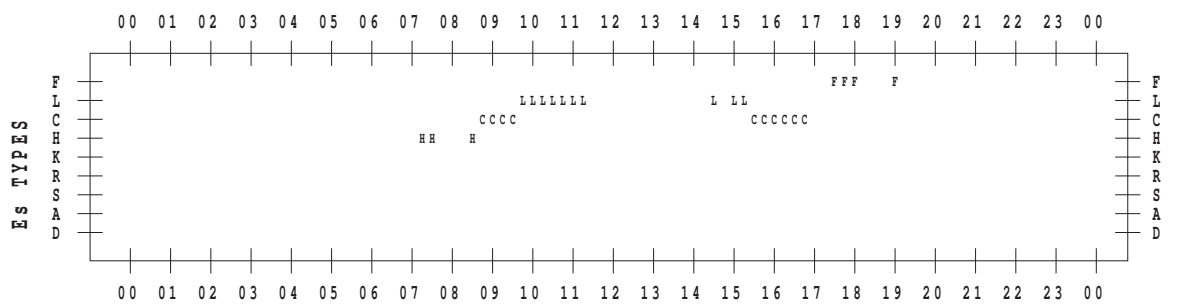 00 01 02 03 04 05 06 07 08 09 10 11 12 13 14 15 16 17 18 19 20 21 22 23 00
Es TYPES
F FFF F F
L LLLLLLL L LL L
C CCCC CCCCCC C
H HH H H
K K
R R
S S
A A
D D
00 01 02 03 04 05 06 07 08 09 10 11 12 13 14 15 16 17 18 19 20 21 22 23 00